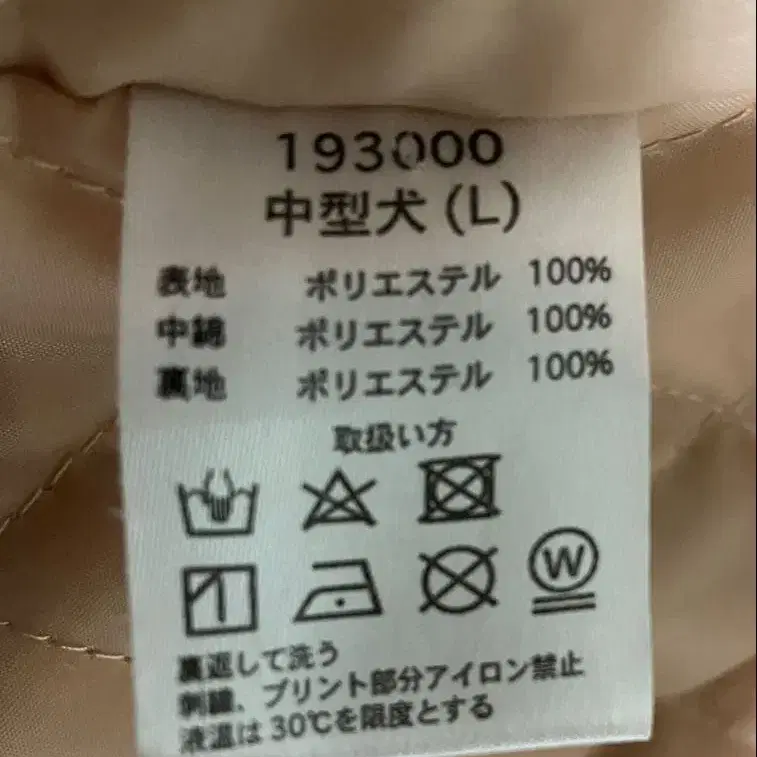 193000
中型犬(L)
表地 ポリエステル 100%
中綿 ポリエステル 100%
裏地 ポリエステル 100%
取扱い方
W
裏返して洗う
刺繍、プリント部分アイロン禁止
液温は30℃を限度とする